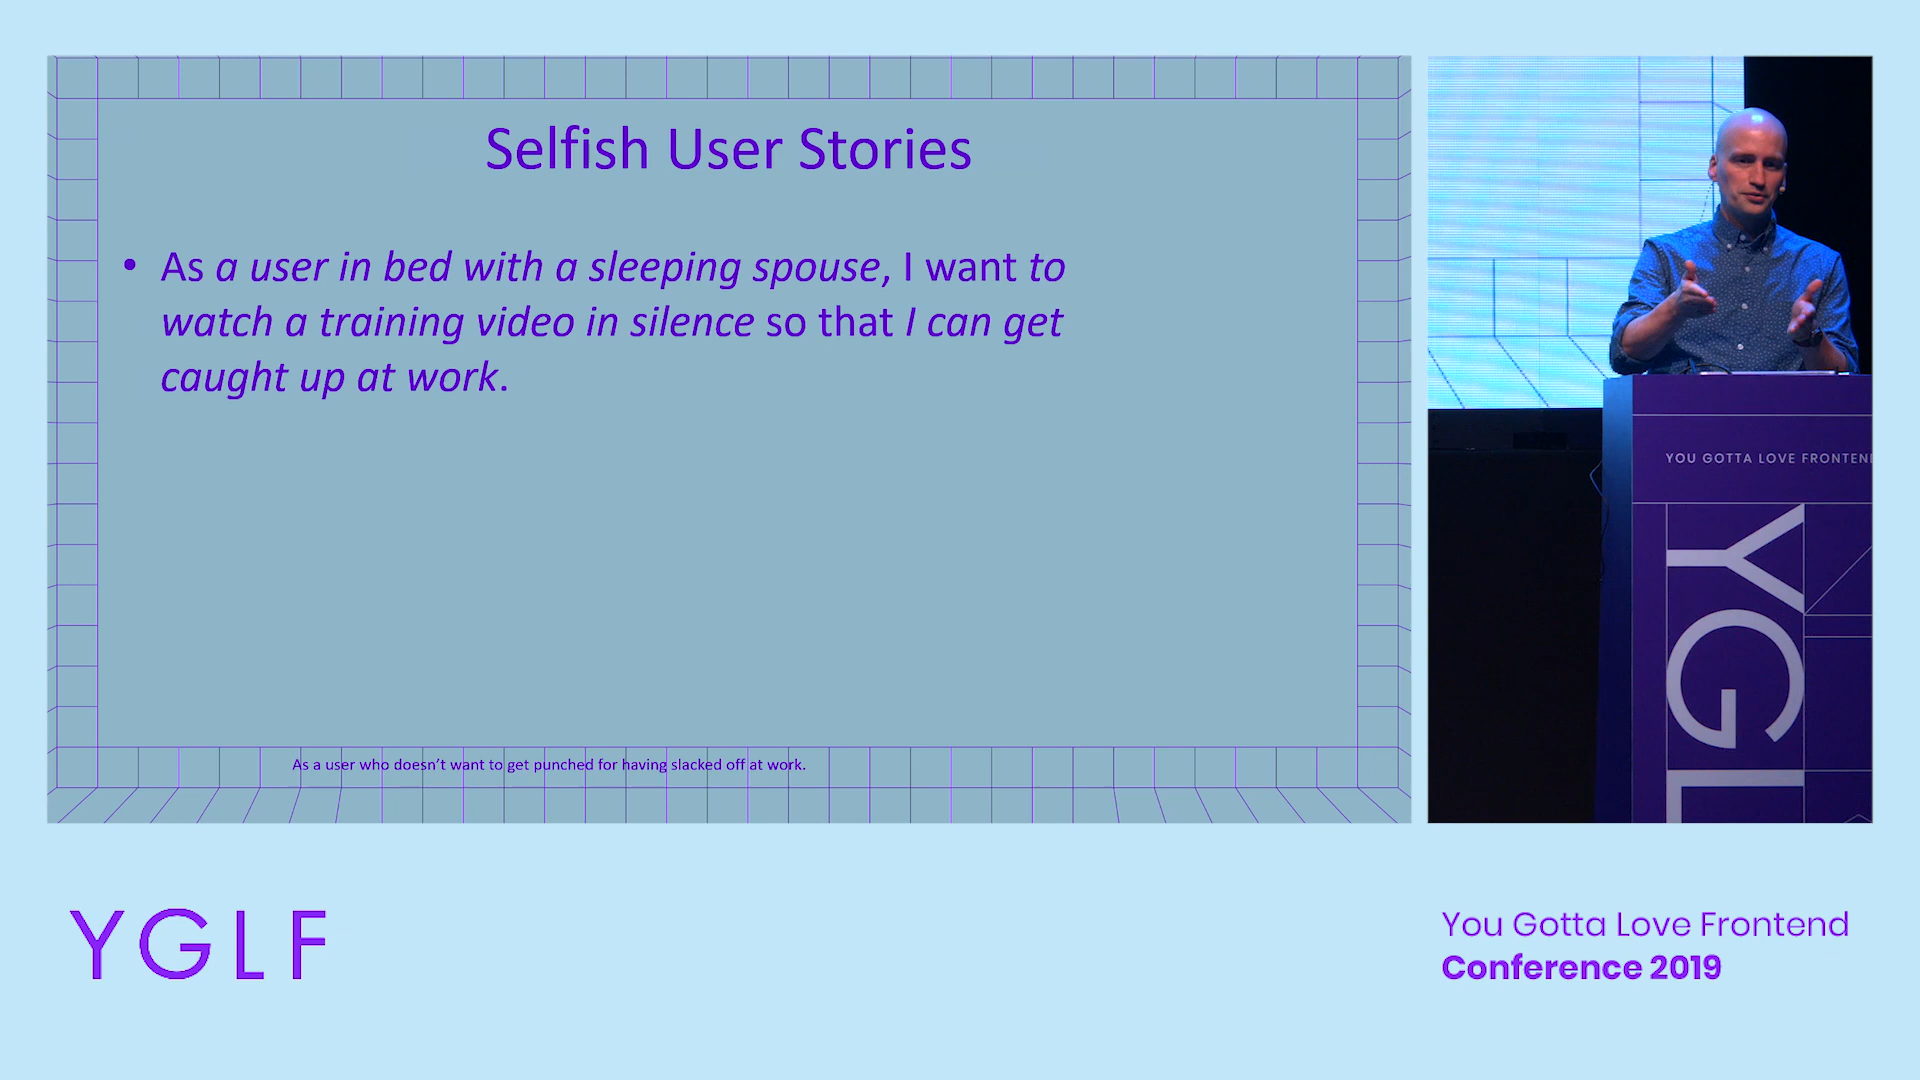 Selfish User Stories
• As a user in bed with a sleeping spouse, I want to
watch a training video in silence so that I can get
caught up at work.
As a user who doesn’t want to get punched for having slacked off at work.
YOU GOTTA LOVE FRONTEN
YGL
YGLF
You Gotta Love Frontend
Conference 2019